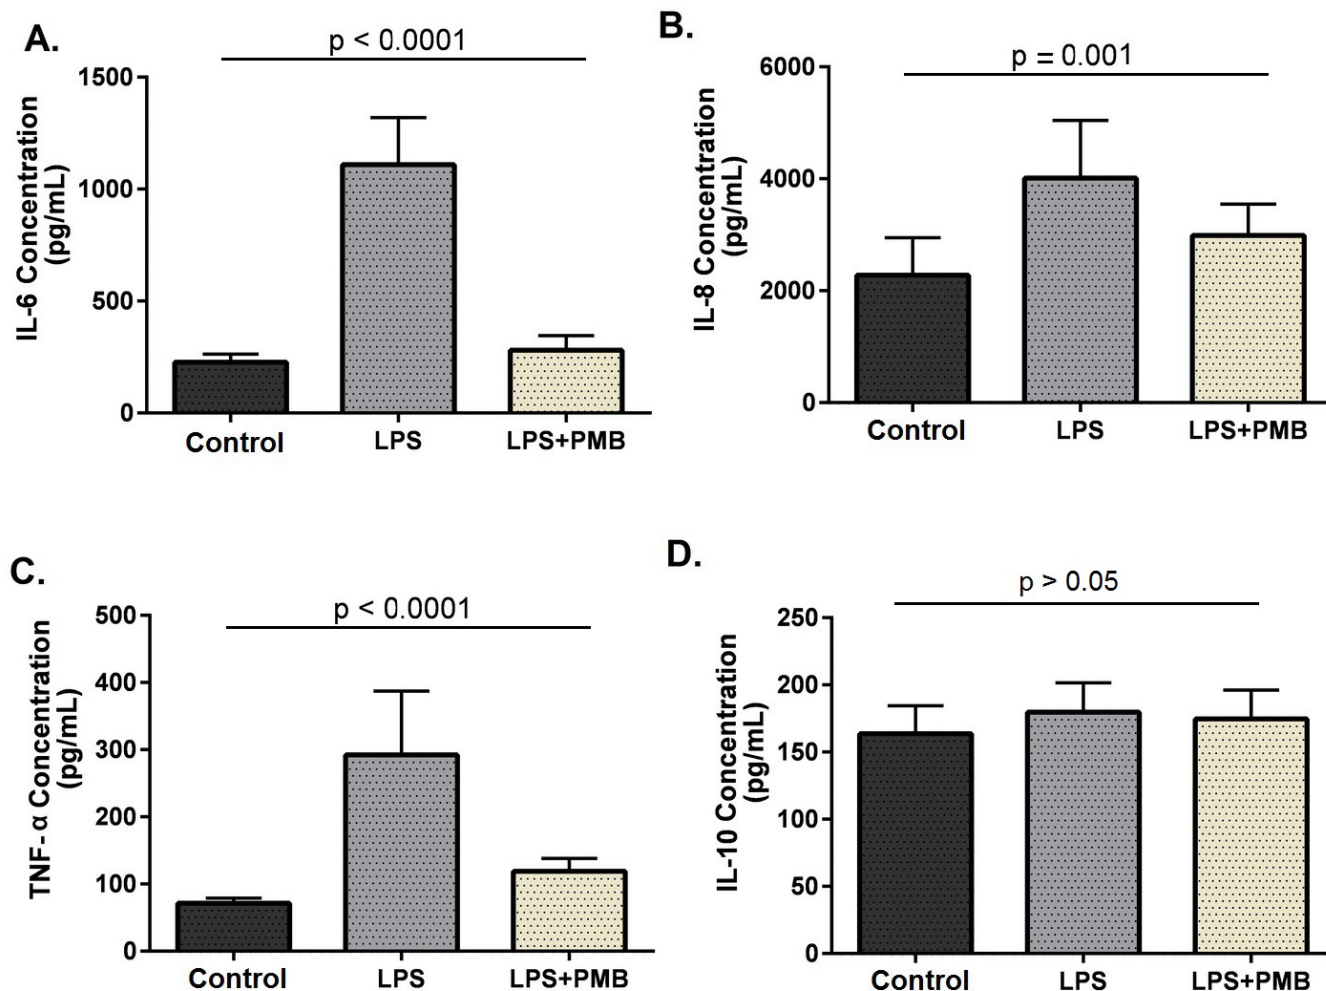 A.
p < 0.0001
IL-6 Concentration
(pg/mL)
1500
1000
500
0
Control LPS LPS+PMB
B.
p = 0.001
IL-8 Concentration
(pg/mL)
6000
4000
2000
0
Control LPS LPS+PMB
C.
p < 0.0001
TNF- α Concentration
(pg/mL)
500
400
300
200
100
0
Control LPS LPS+PMB
D.
p > 0.05
IL-10 Concentration
(pg/mL)
250
200
150
100
50
0
Control LPS LPS+PMB